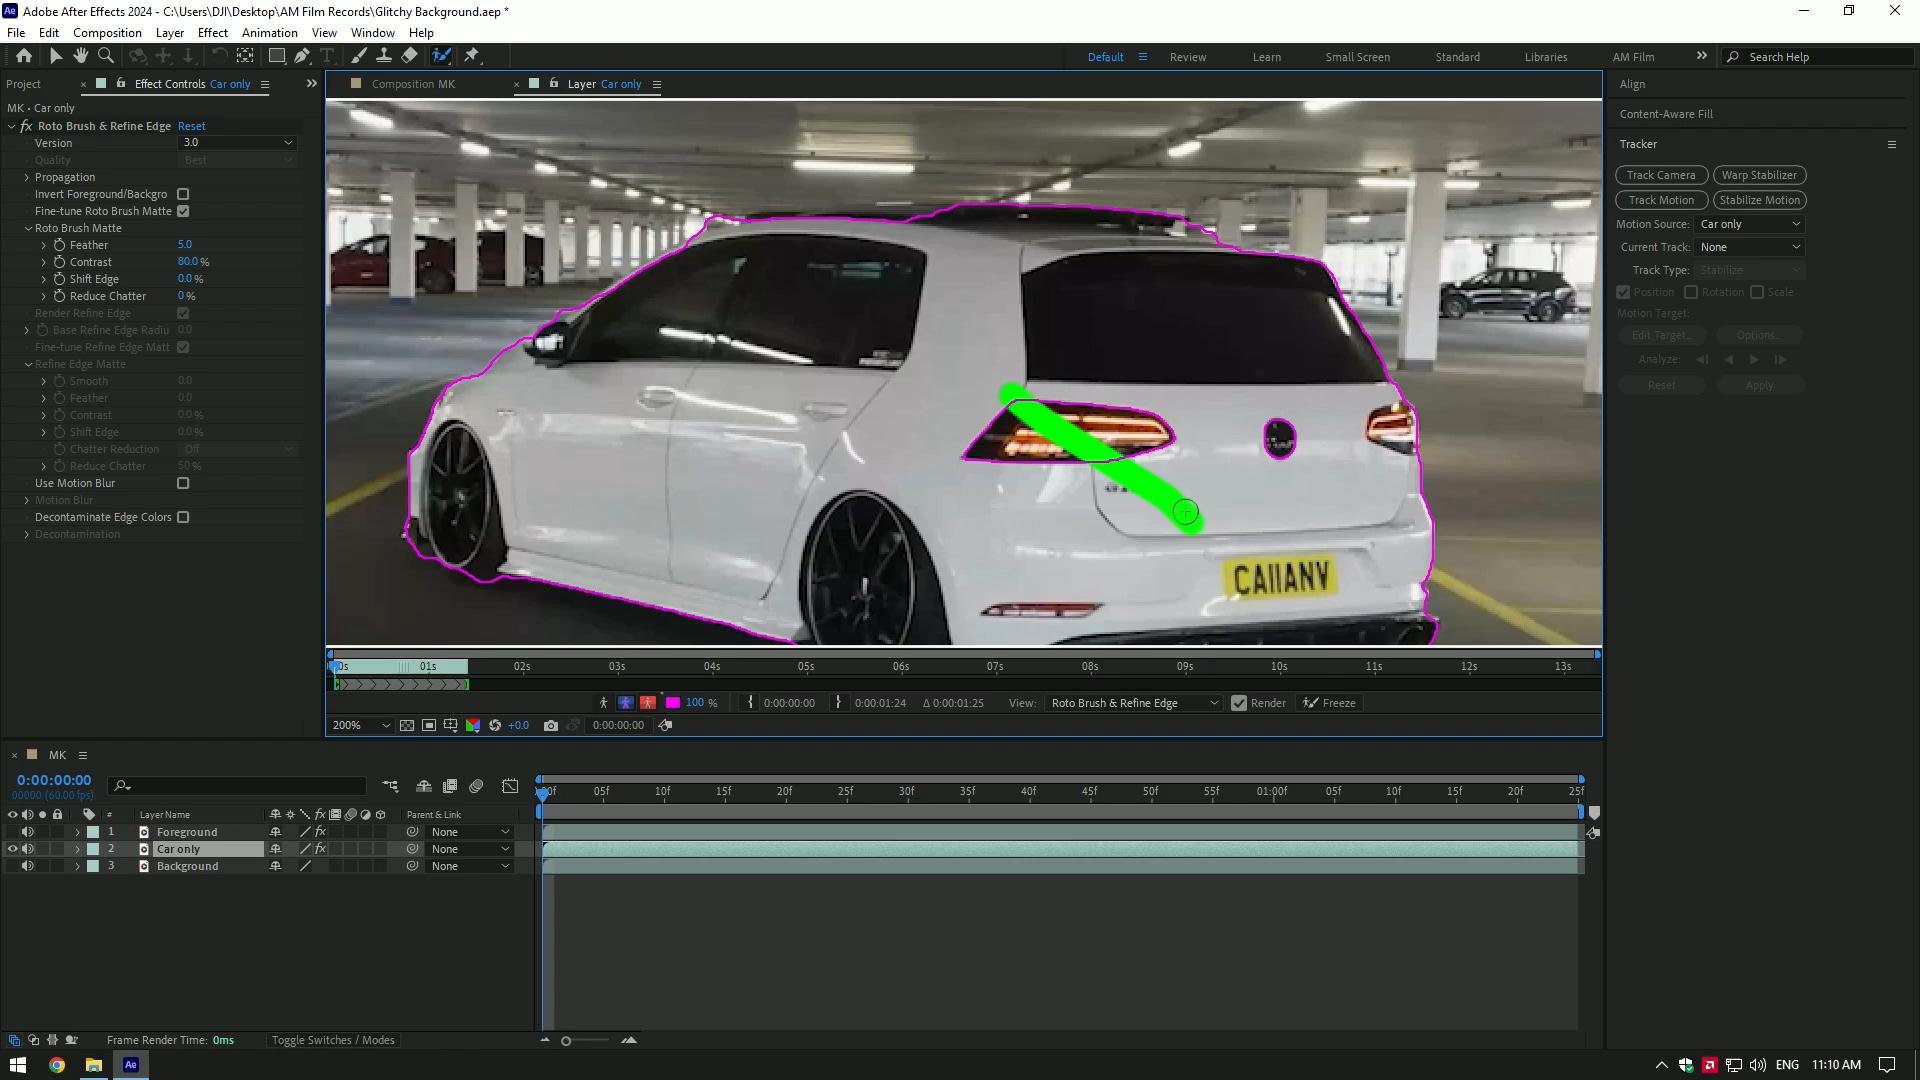 Adobe After Effects 2024 - C:\Users\DJI\Desktop\AM Film Records\Glitchy Background.aep *
File Edit Composition Layer Effect Animation View Window Help
Default Review Learn Small Screen Standard Libraries AM Film Search Help
Project Effect Controls Car only
Composition MK Layer Car only
MK • Car only
fx Roto Brush & Refine Edge Reset
Version 3.0
Quality Best
Propagation
Invert Foreground/Backgro
Fine-tune Roto Brush Matte
Roto Brush Matte
Feather 5.0
Contrast 80.0 %
Shift Edge 0.0 %
Reduce Chatter 0 %
Render Refine Edge
Base Refine Edge Radiu 0.0
Fine-tune Refine Edge Matt
Refine Edge Matte
Smooth 0.0
Feather 0.0
Contrast 0.0 %
Shift Edge 0.0 %
Chatter Reduction Off
Reduce Chatter 50 %
Use Motion Blur
Motion Blur
Decontaminate Edge Colors
Decontamination
CA11ANV
01s 02s 03s 04s 05s 06s 07s 08s 09s 10s 11s 12s 13s
100 % 0:00:00:00 0:00:01:24 Δ 0:00:01:25 View: Roto Brush & Refine Edge Render Freeze
200% +0.0 0:00:00:00
Align
Content-Aware Fill
Tracker
Track Camera Warp Stabilizer
Track Motion Stabilize Motion
Motion Source: Car only
Current Track: None
Track Type: Stabilize
Position Rotation Scale
Motion Target:
Edit Target... Options...
Analyze:
Reset Apply
MK
0:00:00:00
00000 (60.00 fps)
:00f 05f 10f 15f 20f 25f 30f 35f 40f 45f 50f 55f 01:00f 05f 10f 15f 20f 25f
# Layer Name fx Parent & Link
1 Foreground fx None
2 Car only fx None
3 Background None
Frame Render Time: 0ms Toggle Switches / Modes
Ae ENG 11:10 AM